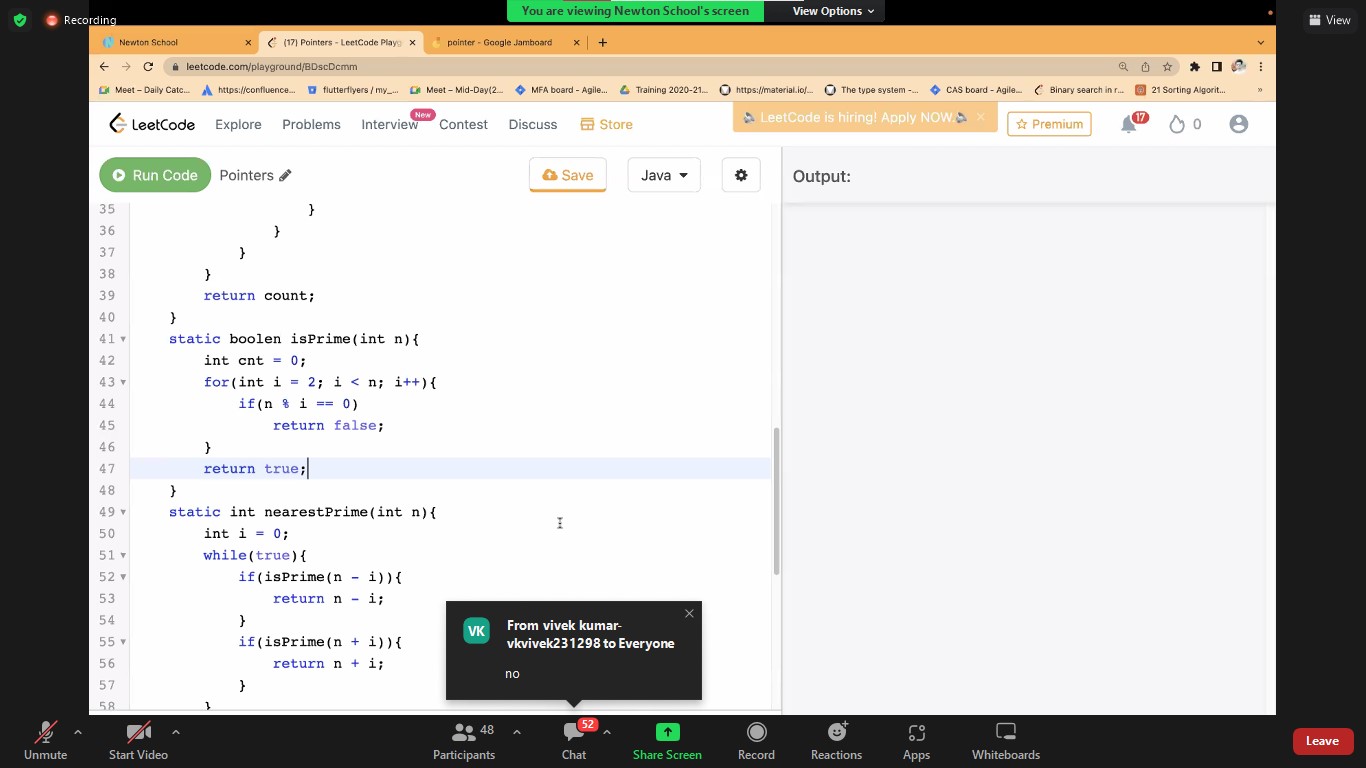 Recording
You are viewing Newton School's screen
View Options
View
Newton School
(17) Pointers - LeetCode Playg
pointer - Google Jamboard
leetcode.com/playground/BDscDcmm
Meet – Daily Catc...
https://confluence...
flutterflyers / my_...
Meet – Mid-Day(2...
MFA board - Agile...
Training 2020-21...
https://material.io/...
The type system -...
CAS board - Agile...
Binary search in r...
21 Sorting Algorit...
»
LeetCode
Explore
Problems
Interview
New
Contest
Discuss
Store
LeetCode is hiring! Apply NOW.
Premium
17
0
Run Code
Pointers
Save
Java
Output:
35 }
36 }
37 }
38 }
39 return count;
40 }
41 static boolen isPrime(int n){
42 int cnt = 0;
43 for(int i = 2; i < n; i++){
44 if(n % i == 0)
45 return false;
46 }
47 return true;
48 }
49 static int nearestPrime(int n){
50 int i = 0;
51 while(true){
52 if(isPrime(n - i)){
53 return n - i;
54 }
55 if(isPrime(n + i)){
56 return n + i;
57 }
58 }
VK
From vivek kumar-
vkvivek231298 to Everyone
no
Unmute
Start Video
48
Participants
52
Chat
Share Screen
Record
Reactions
Apps
Whiteboards
Leave